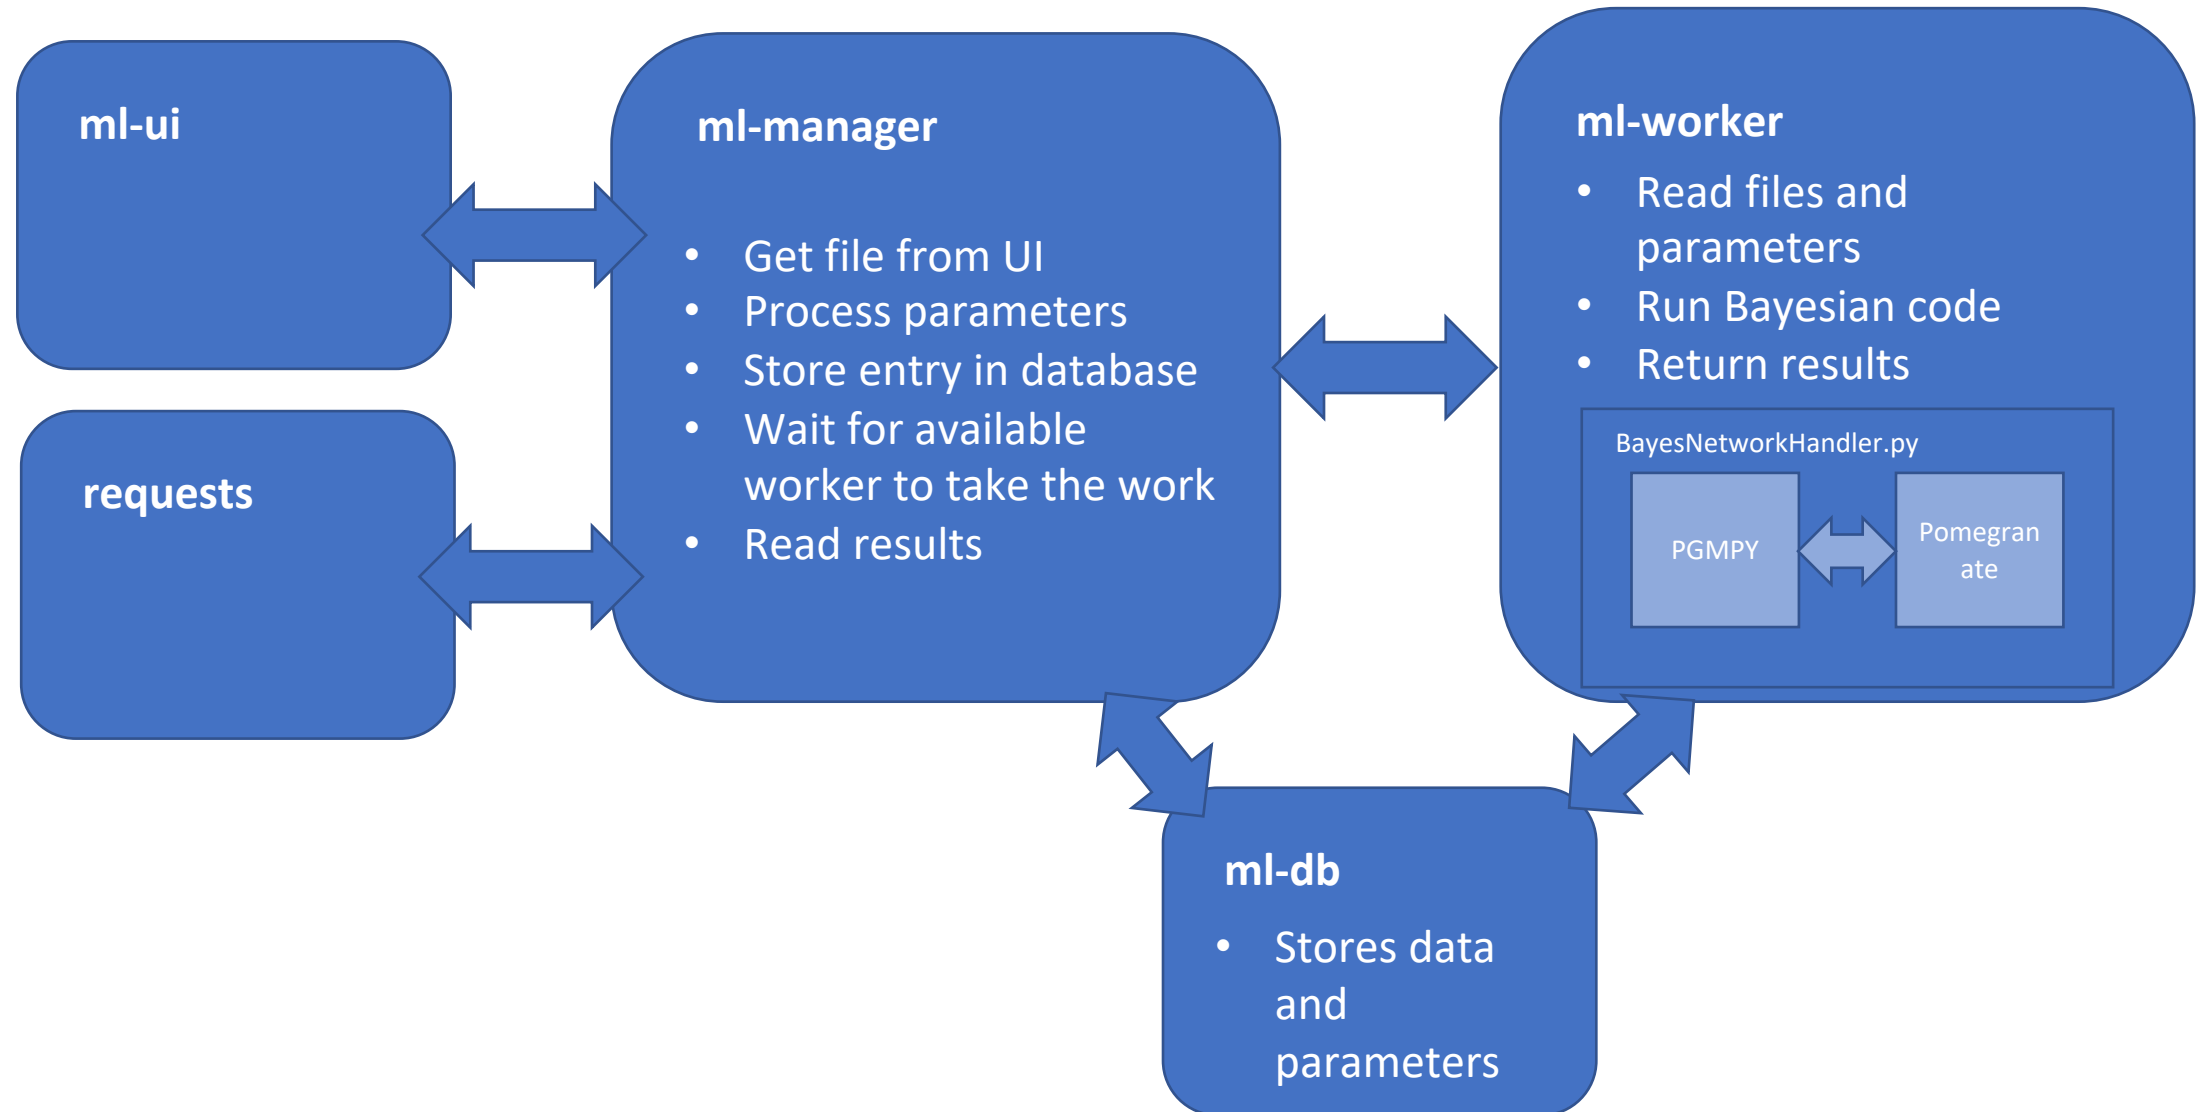 ml-ui
requests
ml-manager
• Get file from UI
• Process parameters
• Store entry in database
• Wait for available
worker to take the work
• Read results
ml-worker
• Read files and
parameters
• Run Bayesian code
• Return results
BayesNetworkHandler.py
PGMPY
Pomegran
ate
ml-db
• Stores data
and
parameters